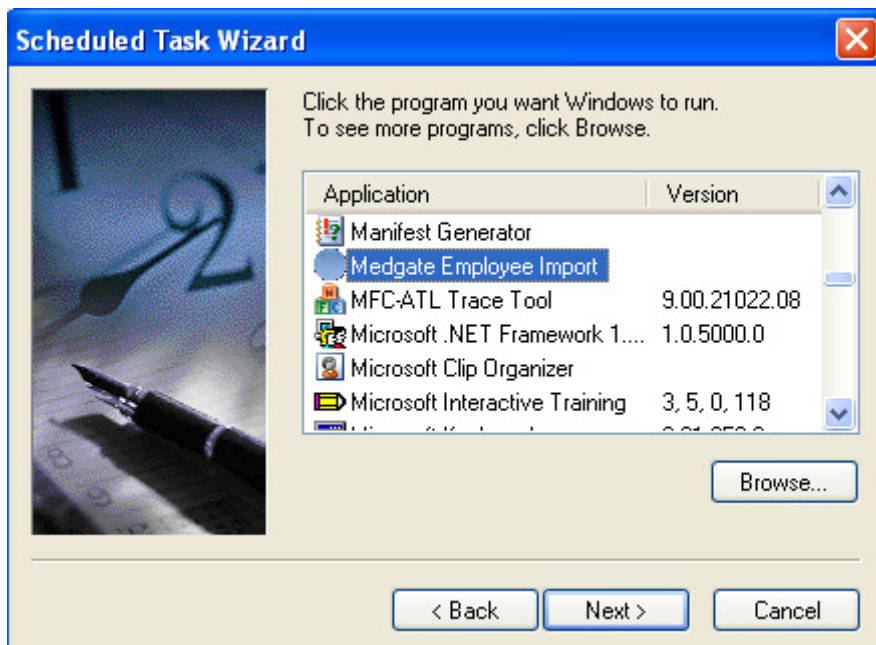 Scheduled Task Wizard
Click the program you want Windows to run.
To see more programs, click Browse.
Application Version
Manifest Generator
Medgate Employee Import
MFC-ATL Trace Tool 9.00.21022.08
Microsoft .NET Framework 1.... 1.0.5000.0
Microsoft Clip Organizer
Microsoft Interactive Training 3, 5, 0, 118
Browse...
< Back Next > Cancel